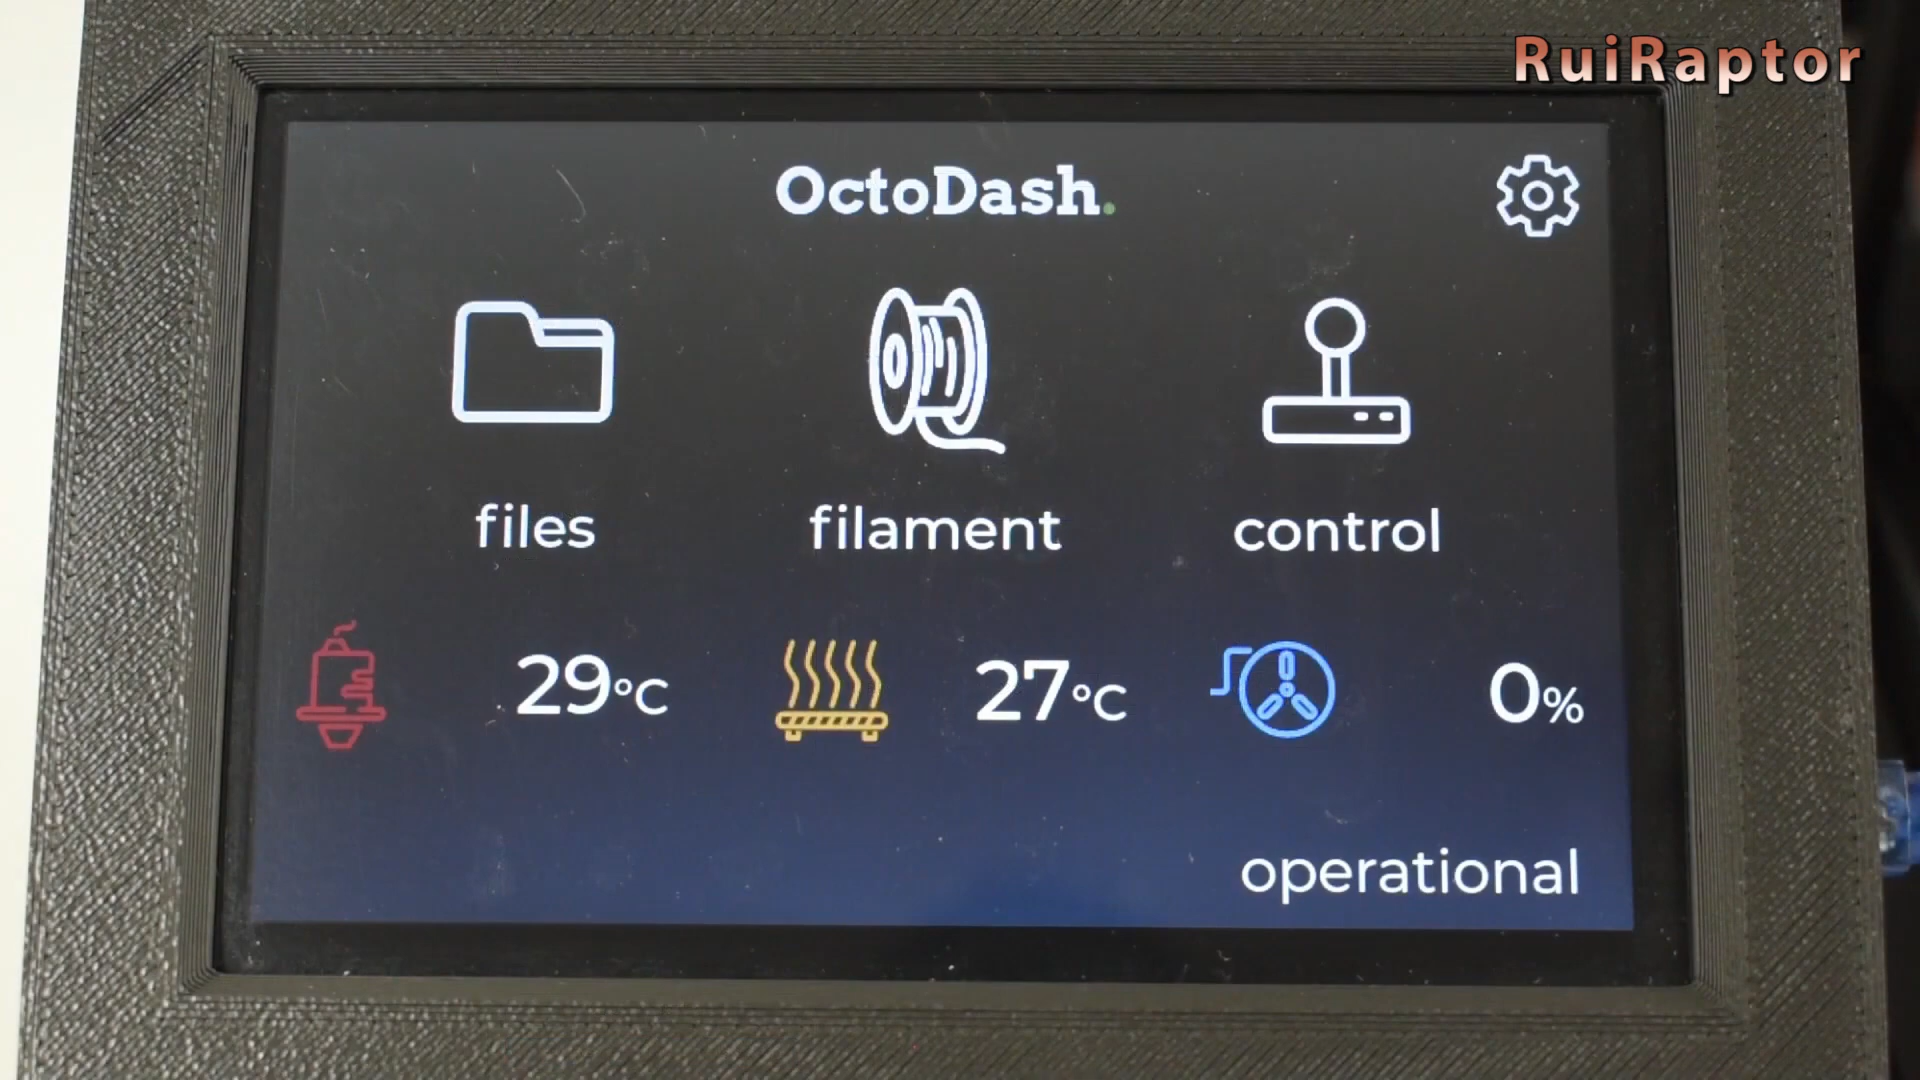 RuiRaptor
OctoDash.
files filament control
29°C 27°C 0%
operational